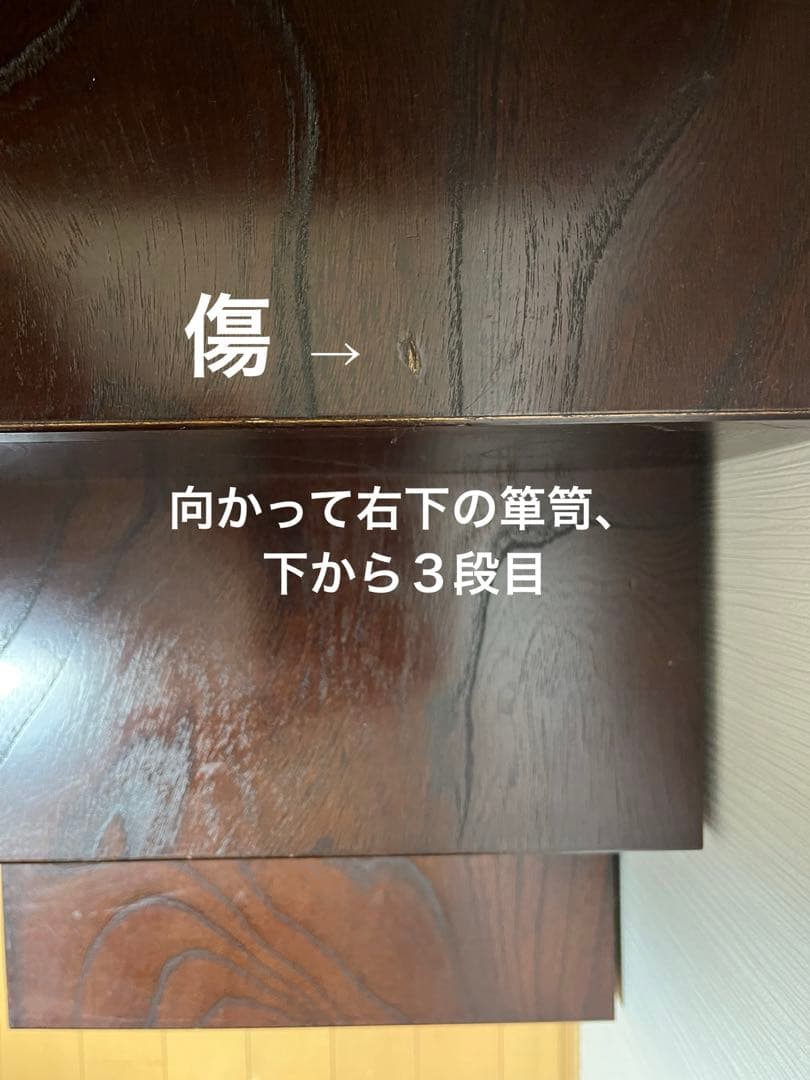 傷 →
向かって右下の箪笥、
下から３段目